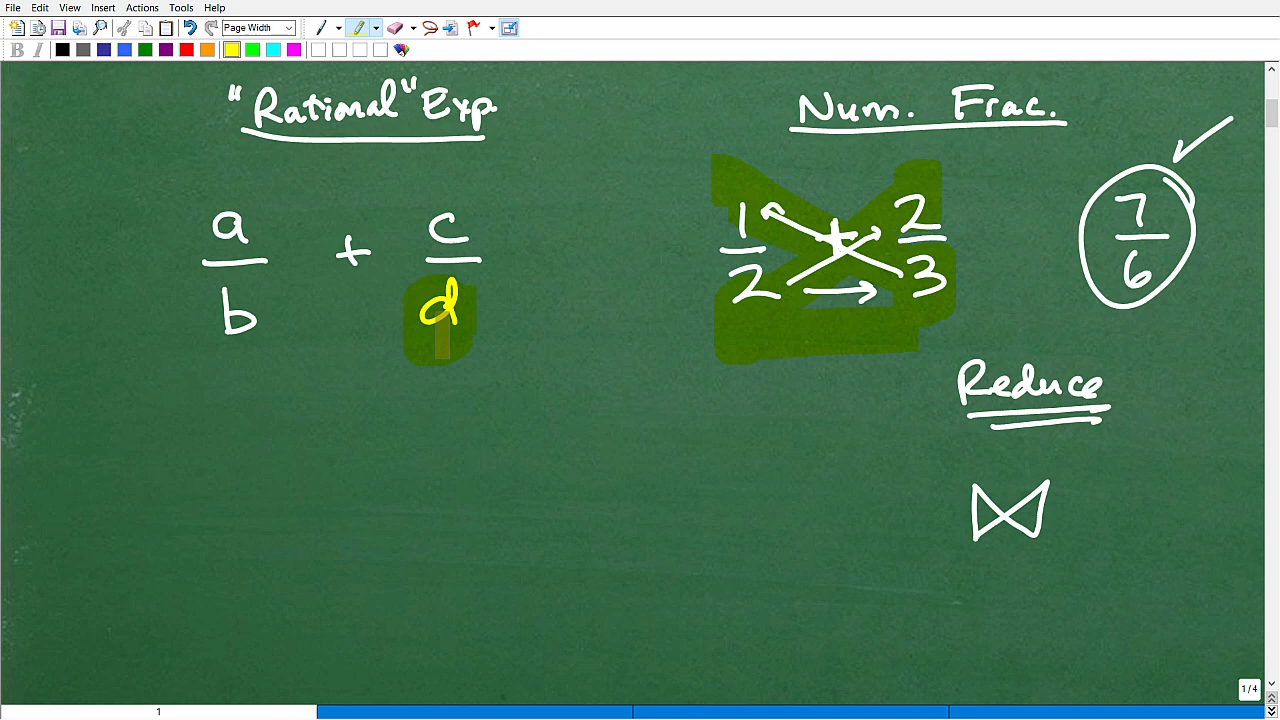 File Edit View Insert Actions Tools Help
Page Width
B I
"Rational" Exp Num. Frac.
a/b + c/d
1/2 + 2/3
7/6
Reduce
1 / 4
1